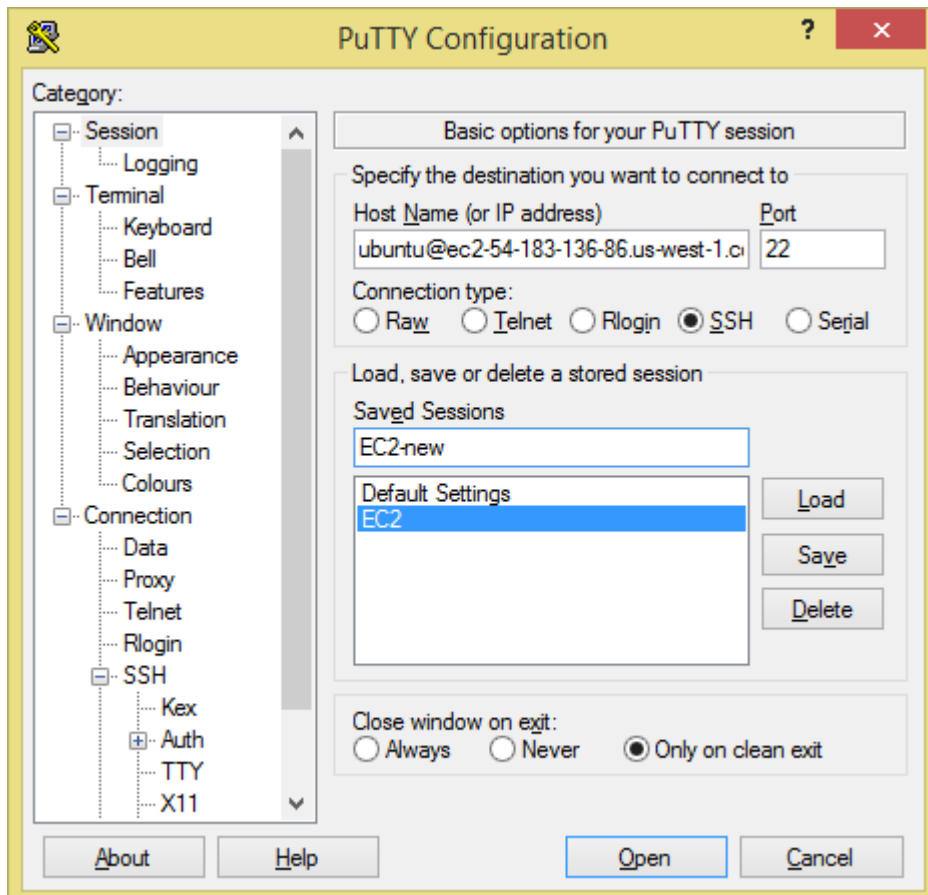 PuTTY Configuration
?
Category:
Session
Logging
Terminal
Keyboard
Bell
Features
Window
Appearance
Behaviour
Translation
Selection
Colours
Connection
Data
Proxy
Telnet
Rlogin
SSH
Kex
Auth
TTY
X11
Basic options for your PuTTY session
Specify the destination you want to connect to
Host Name (or IP address) Port
ubuntu@ec2-54-183-136-86.us-west-1.c 22
Connection type:
Raw Telnet Rlogin SSH Serial
Load, save or delete a stored session
Saved Sessions
EC2-new
Default Settings
EC2
Load
Save
Delete
Close window on exit:
Always Never Only on clean exit
About Help Open Cancel